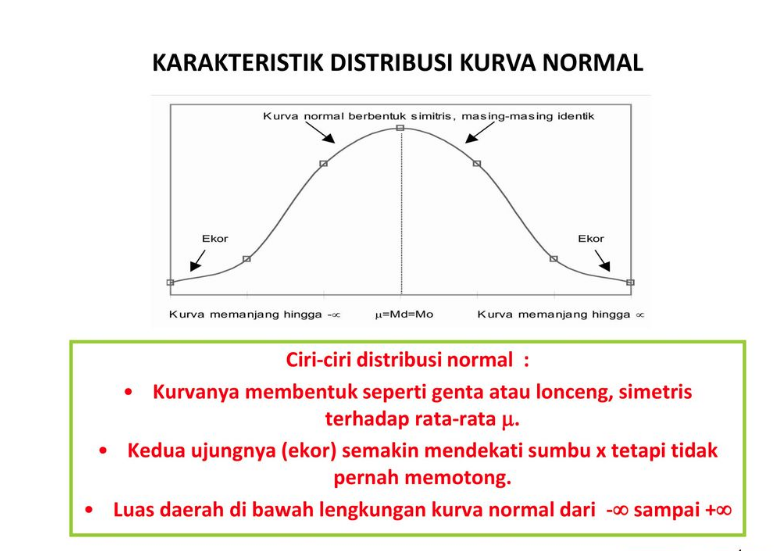 KARAKTERISTIK DISTRIBUSI KURVA NORMAL
Kurva normal berbentuk simitris, masing-masing identik
Ekor
Ekor
Kurva memanjang hingga -∝
μ=Md=Mo
Kurva memanjang hingga ∝
Ciri-ciri distribusi normal :
• Kurvanya membentuk seperti genta atau lonceng, simetris
terhadap rata-rata μ.
• Kedua ujungnya (ekor) semakin mendekati sumbu x tetapi tidak
pernah memotong.
• Luas daerah di bawah lengkungan kurva normal dari -∞ sampai +∞